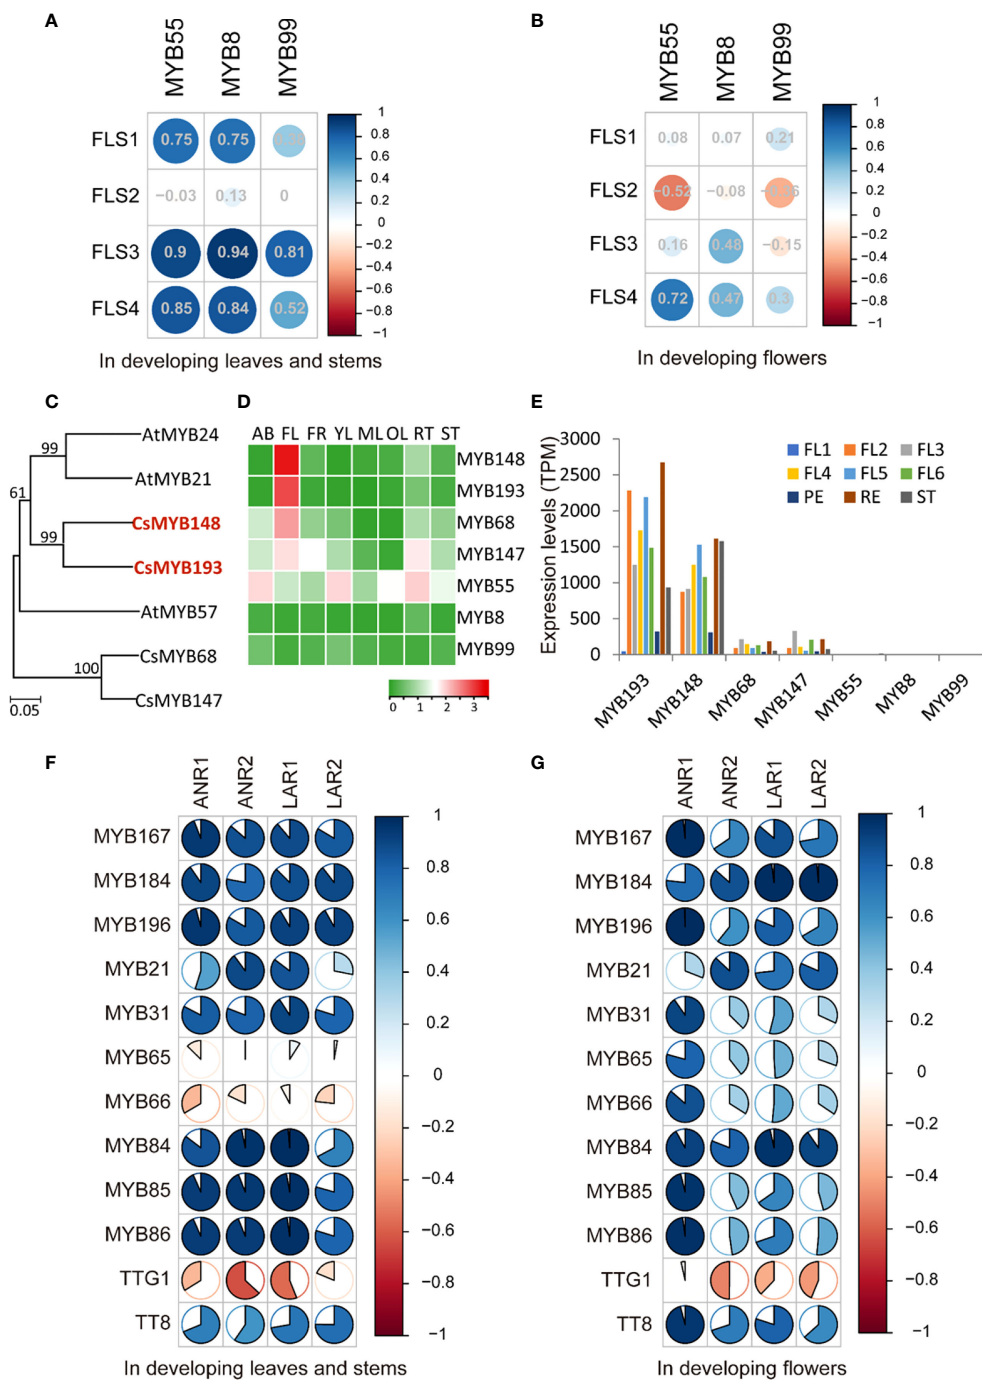 A
MYB55 MYB8 MYB99
FLS1 0.75 0.75
FLS2 −0.03 0.13 0
FLS3 0.9 0.94 0.81
FLS4 0.85 0.84 0.52
1
0.8
0.6
0.4
0.2
0
−0.2
−0.4
−0.6
−0.8
−1
In developing leaves and stems
B
MYB55 MYB8 MYB99
FLS1 0.08 0.07 0.21
FLS2 −0.52 −0.08
FLS3 0.16 0.48 −0.15
FLS4 0.72 0.47 0.3
1
0.8
0.6
0.4
0.2
0
−0.2
−0.4
−0.6
−0.8
−1
In developing flowers
C
99 AtMYB24
AtMYB21
61
99 CsMYB148
CsMYB193
AtMYB57
100 CsMYB68
CsMYB147
0.05
D
AB FL FR YL ML OL RT ST
MYB148
MYB193
MYB68
MYB147
MYB55
MYB8
MYB99
0 1 2 3
E
Expression levels (TPM)
3000
2500
2000
1500
1000
500
0
FL1 FL2 FL3
FL4 FL5 FL6
PE RE ST
MYB193 MYB148 MYB68 MYB147 MYB55 MYB8 MYB99
F
ANR1 ANR2 LAR1 LAR2
MYB167
MYB184
MYB196
MYB21
MYB31
MYB65
MYB66
MYB84
MYB85
MYB86
TTG1
TT8
1
0.8
0.6
0.4
0.2
0
−0.2
−0.4
−0.6
−0.8
−1
In developing leaves and stems
G
ANR1 ANR2 LAR1 LAR2
MYB167
MYB184
MYB196
MYB21
MYB31
MYB65
MYB66
MYB84
MYB85
MYB86
TTG1
TT8
1
0.8
0.6
0.4
0.2
0
−0.2
−0.4
−0.6
−0.8
−1
In developing flowers